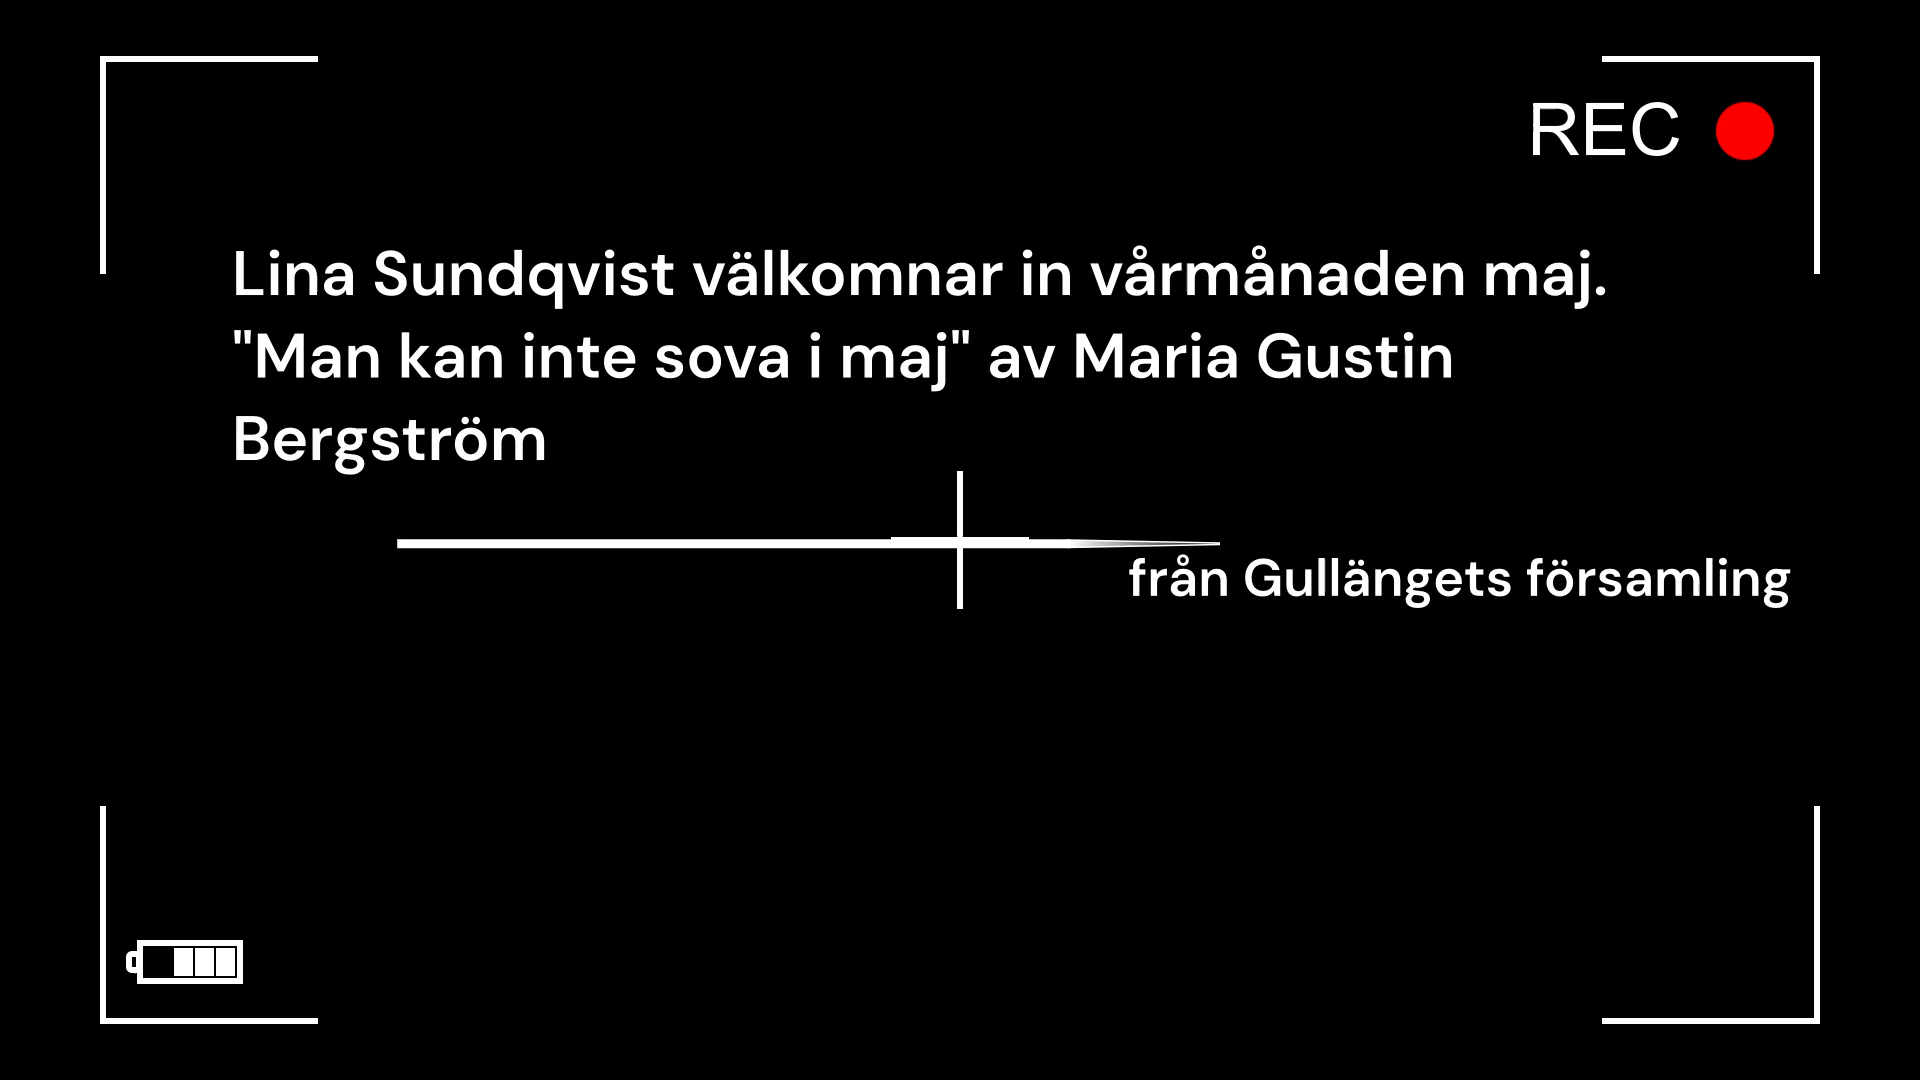 REC
Lina Sundqvist välkomnar in vårmånaden maj.
"Man kan inte sova i maj" av Maria Gustin
Bergström
från Gullängets församling